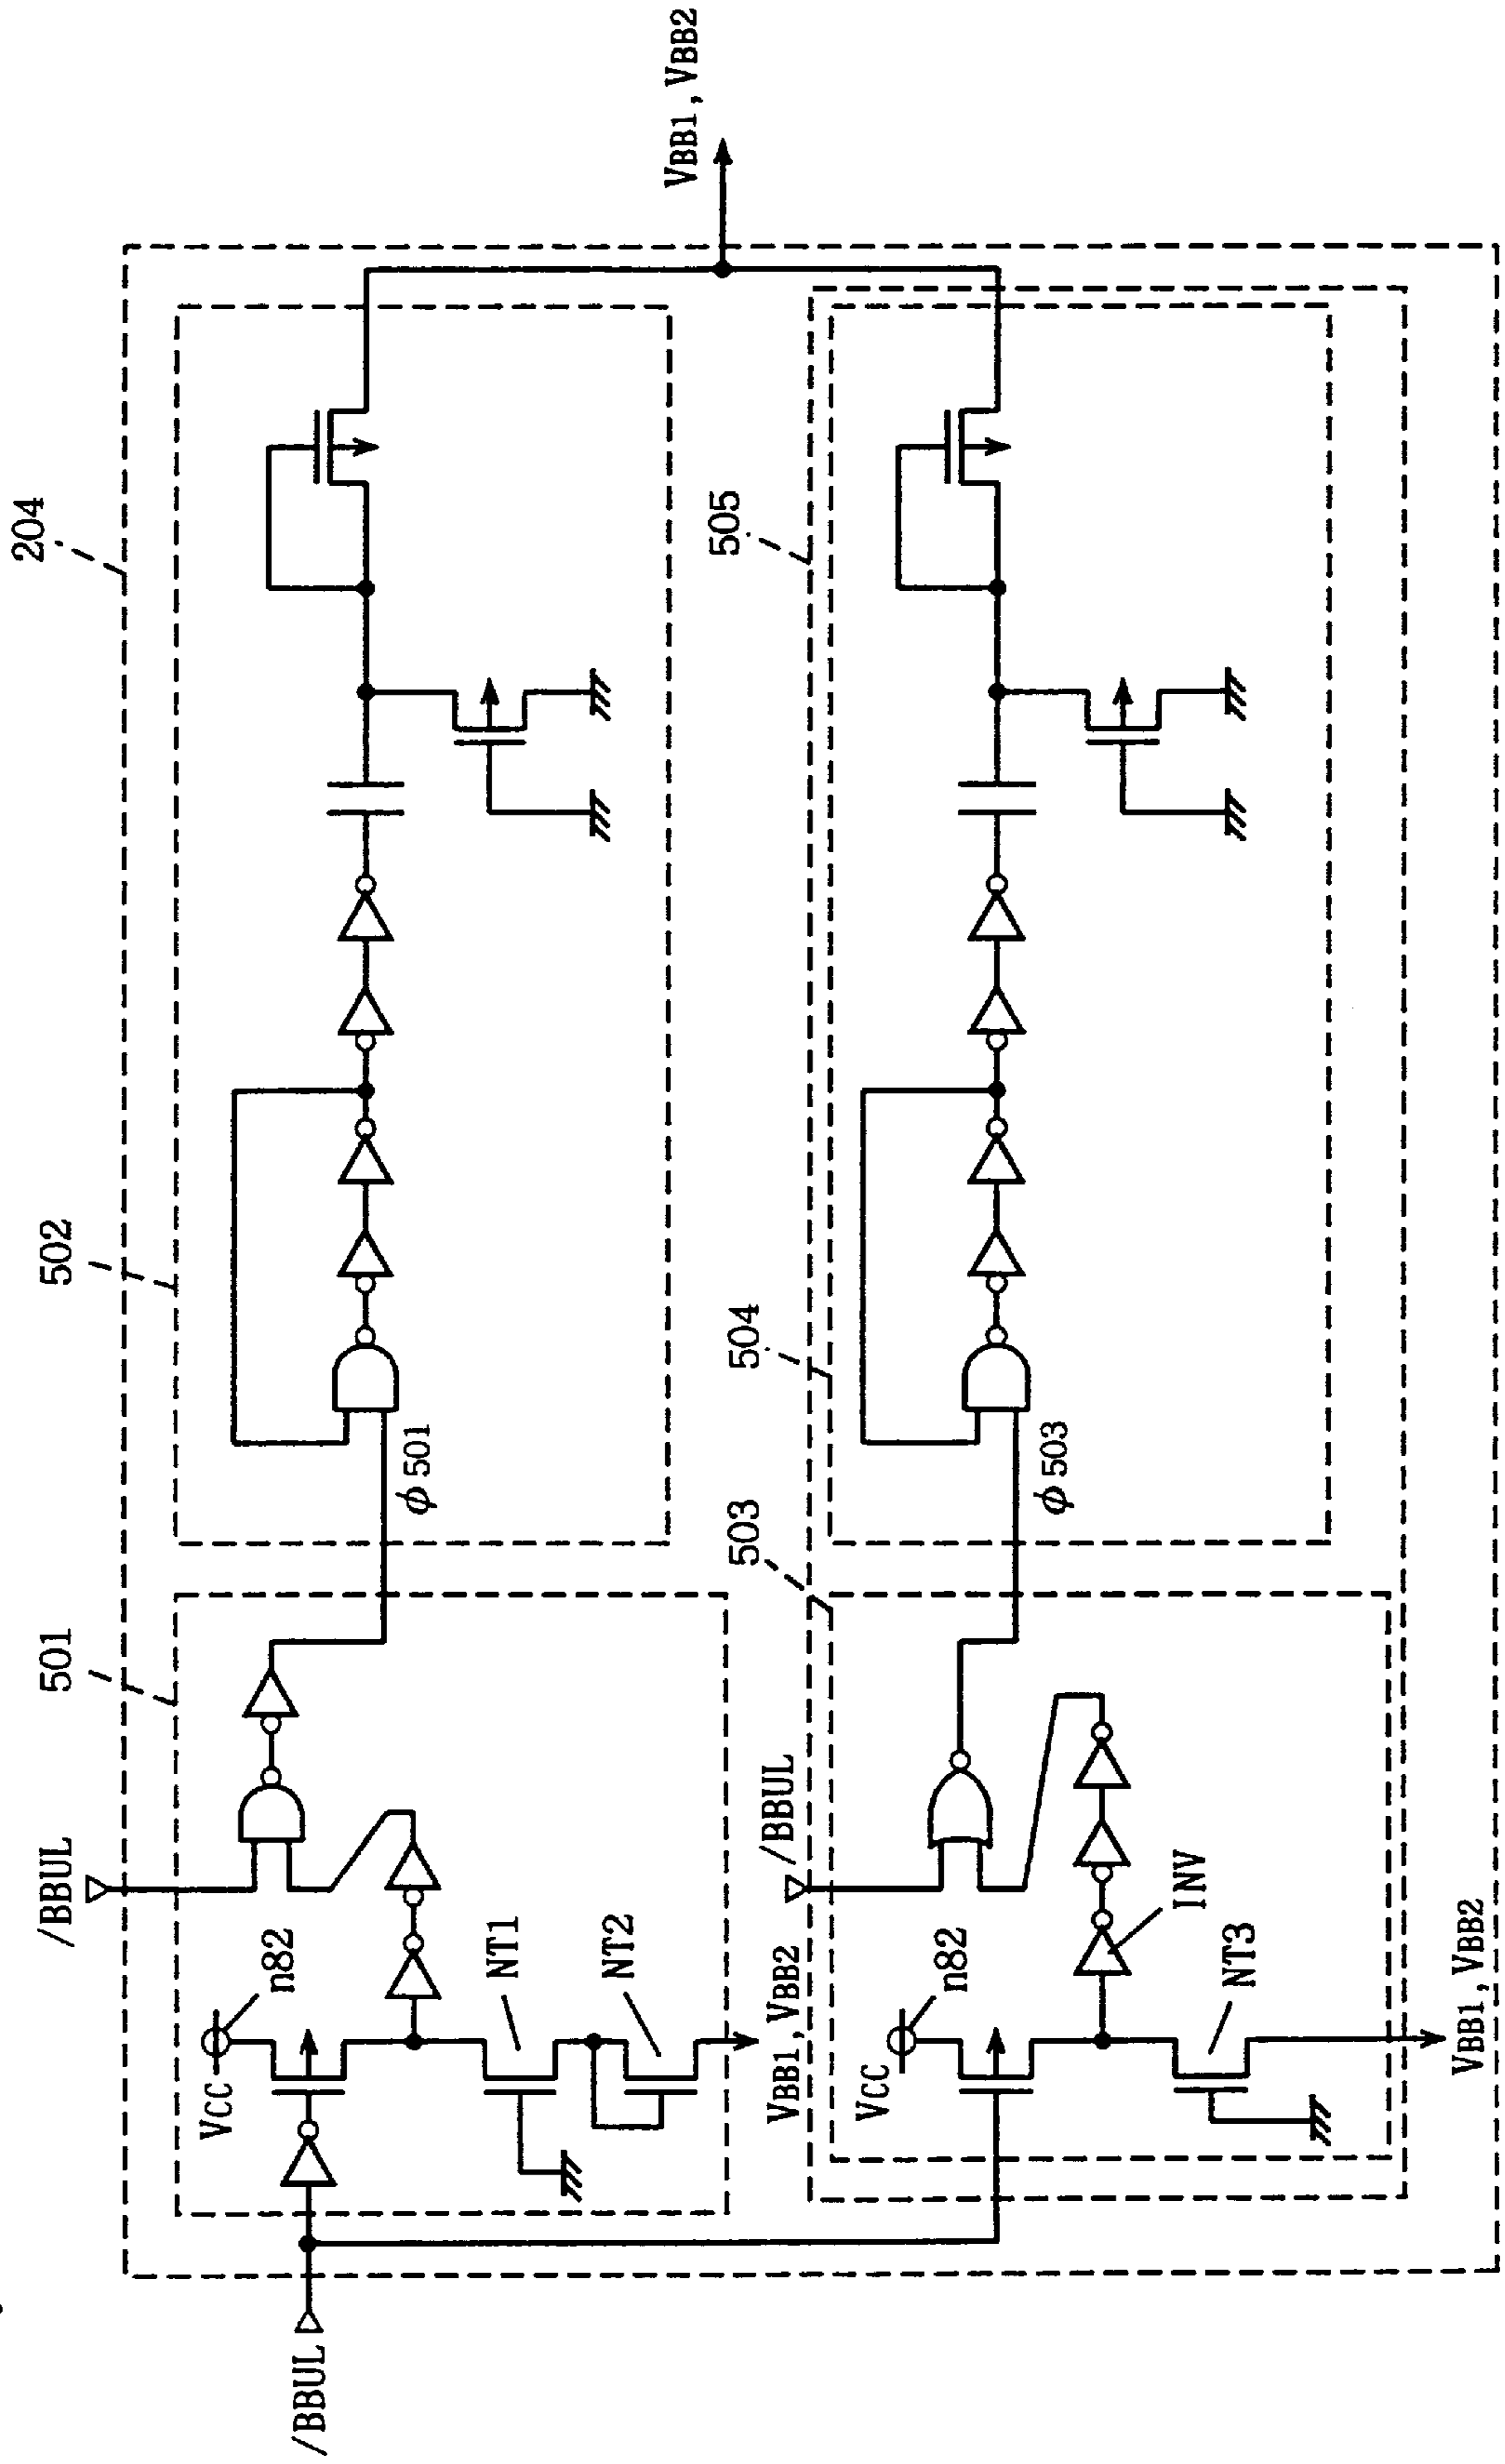 204
502
501
/BBUL
/BBUL
VCC
n82
NT1
NT2
VBB1, VBB2
φ501
VBB1, VBB2
505
504
503
/BBUL
VCC
n82
INV
NT3
VBB1, VBB2
φ503